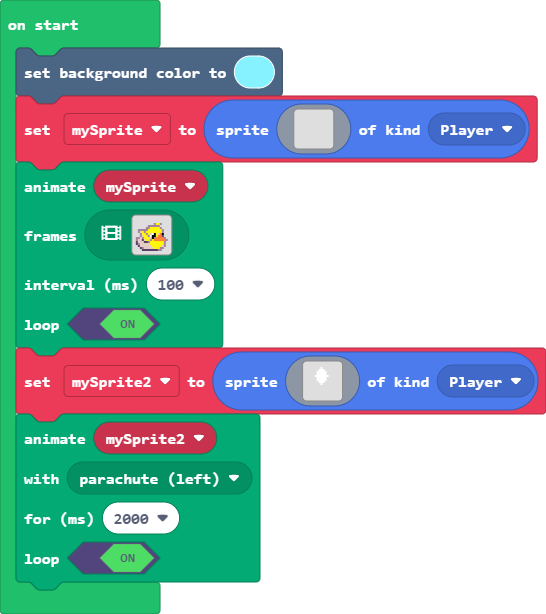 on start
set background color to
set mySprite to sprite of kind Player
animate mySprite
frames
interval (ms) 100
loop ON
set mySprite2 to sprite of kind Player
animate mySprite2
with parachute (left)
for (ms) 2000
loop ON